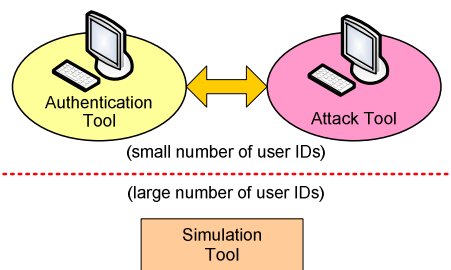 Authentication
Tool
Attack Tool
(small number of user IDs)
(large number of user IDs)
Simulation
Tool